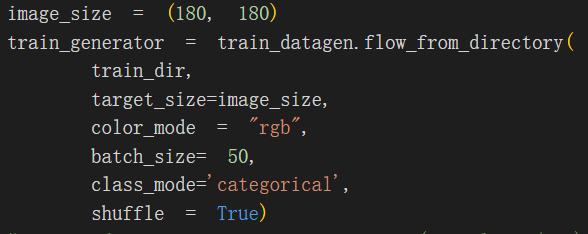 image_size = (180, 180)
train_generator = train_datagen.flow_from_directory(
        train_dir,
        target_size=image_size,
        color_mode = "rgb",
        batch_size= 50,
        class_mode='categorical',
        shuffle = True)